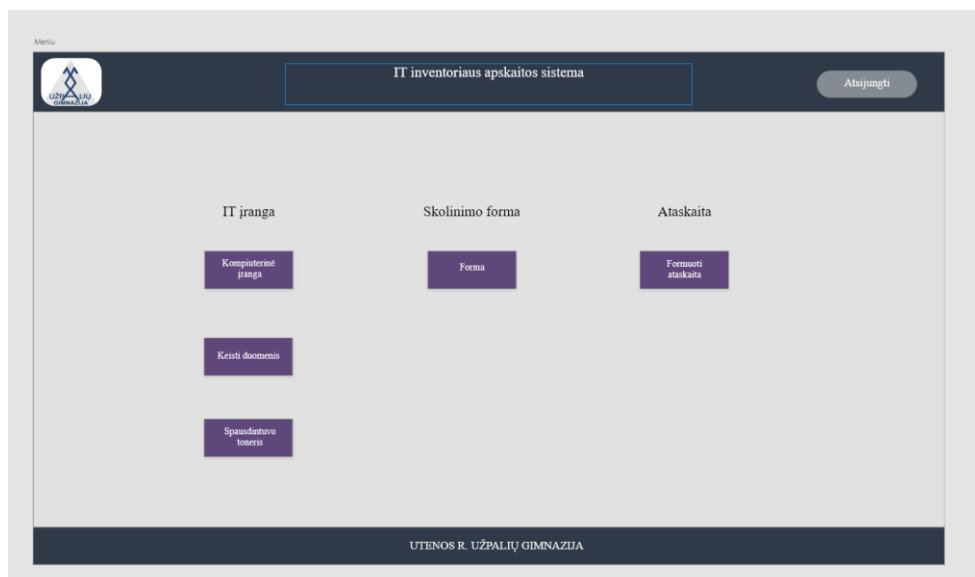 Meniu
UŽPALIŲ
GIMNAZIJA
IT inventoriaus apskaitos sistema
Atsijungti
IT įranga
Skolinimo forma
Ataskaita
Kompiuterinė
įranga
Forma
Formuoti
ataskaita
Keisti duomenis
Spausdintuvo
toneris
UTENOS R. UŽPALIŲ GIMNAZIJA